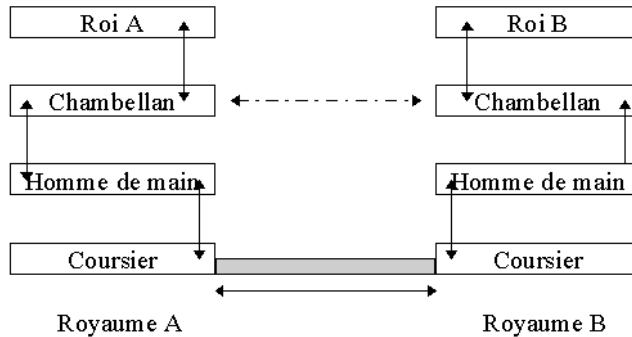 Roi A
Roi B
Chambellan
Chambellan
Homme de main
Homme de main
Coursier
Coursier
Royaume A
Royaume B